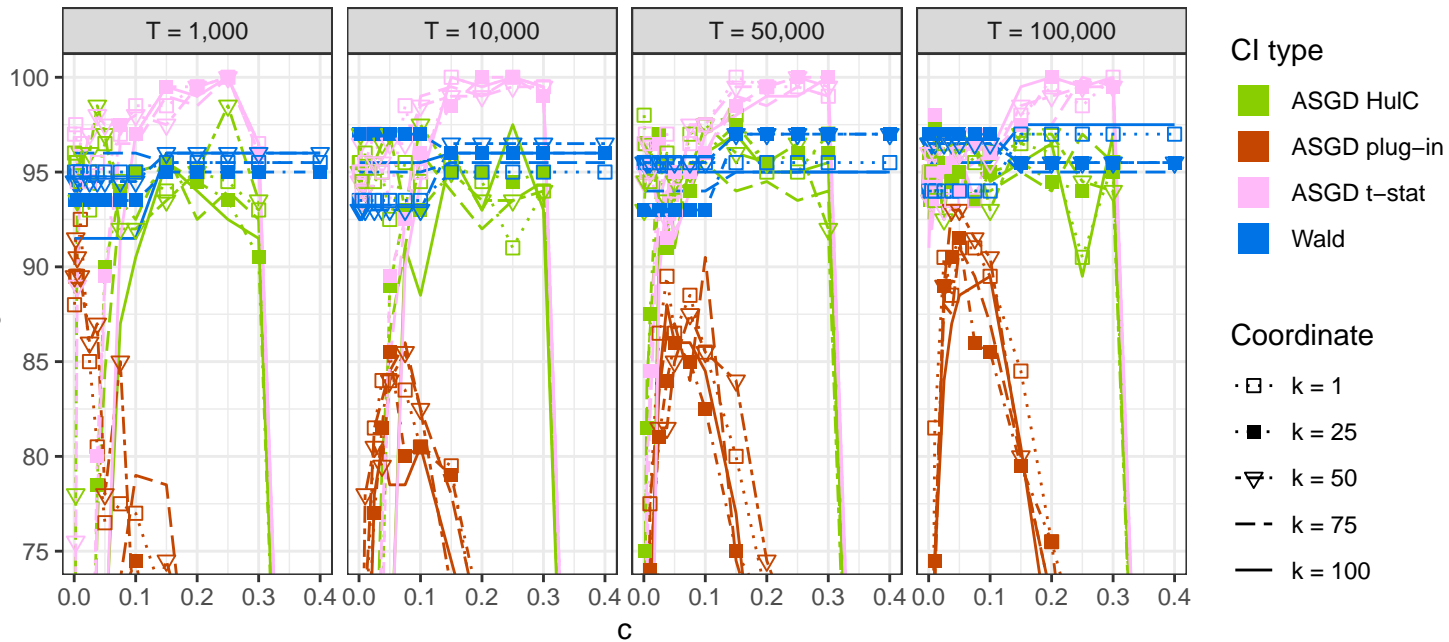 T = 1,000
T = 10,000
T = 50,000
T = 100,000
100
95
90
85
80
75
0.0 0.1 0.2 0.3 0.4
0.0 0.1 0.2 0.3 0.4
0.0 0.1 0.2 0.3 0.4
0.0 0.1 0.2 0.3 0.4
c
CI type
ASGD HulC
ASGD plug−in
ASGD t−stat
Wald
Coordinate
k = 1
k = 25
k = 50
k = 75
k = 100